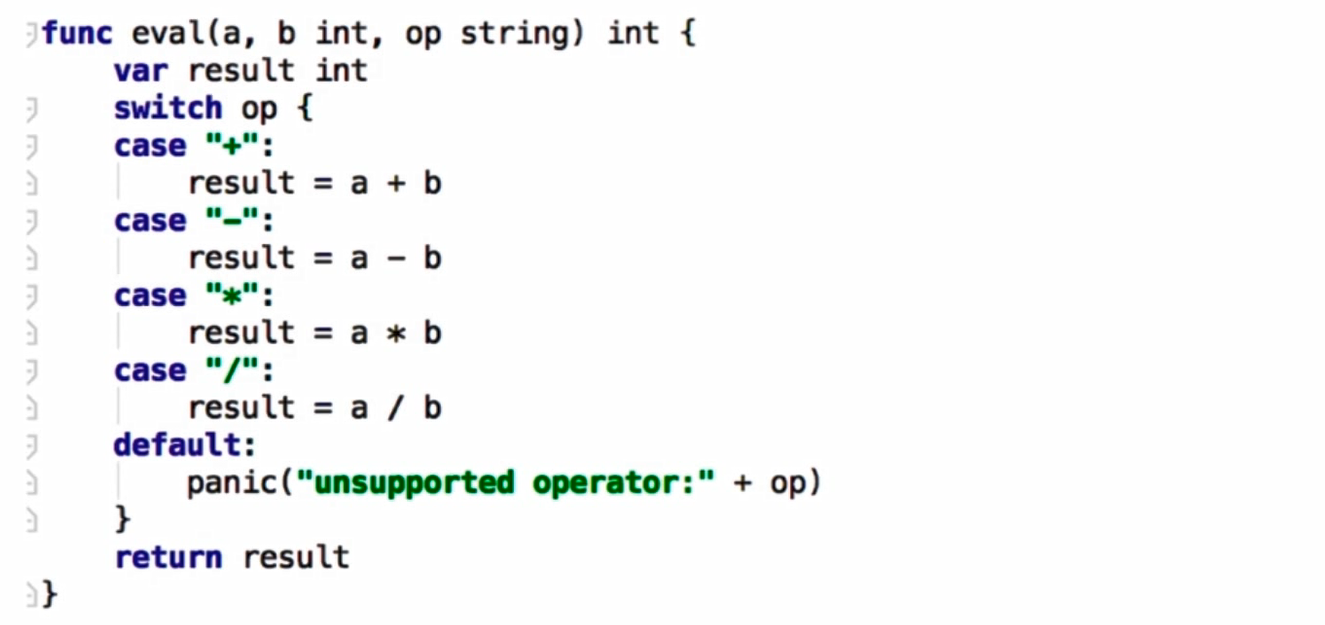 func eval(a, b int, op string) int {
    var result int
    switch op {
    case "+":
        result = a + b
    case "-":
        result = a - b
    case "*":
        result = a * b
    case "/":
        result = a / b
    default:
        panic("unsupported operator:" + op)
    }
    return result
}